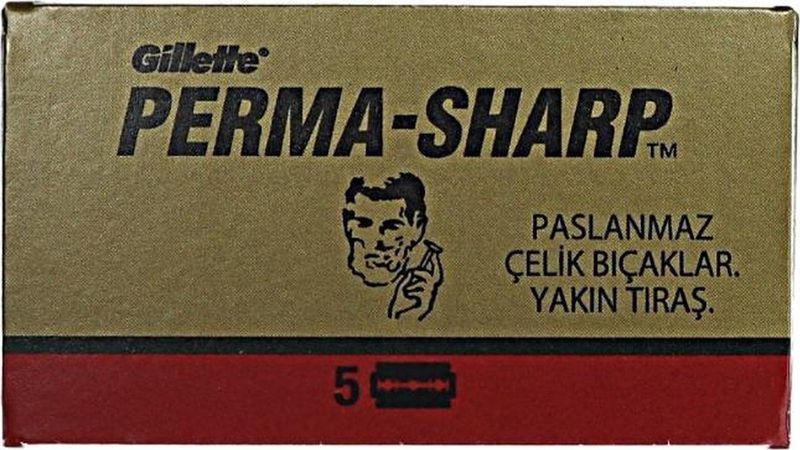 Gillette®
PERMA-SHARP™
PASLANMAZ
ÇELİK BIÇAKLAR.
YAKIN TIRAŞ.
5